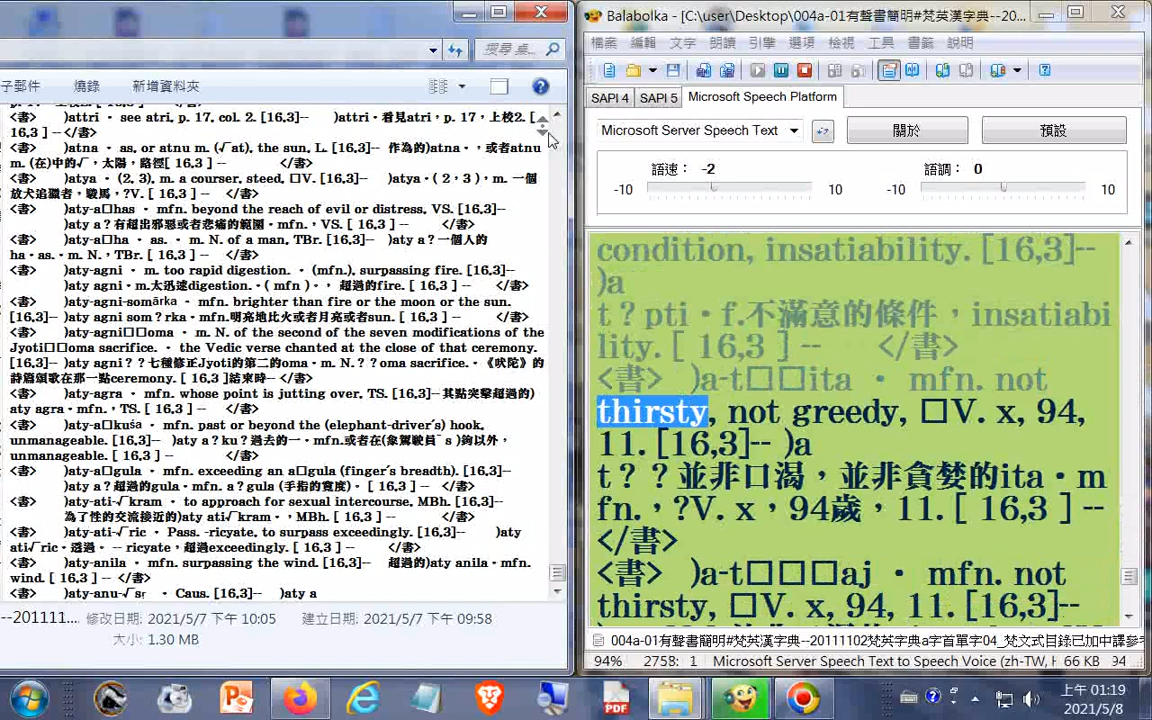 搜尋 桌...
子郵件 燒錄 新增資料夾
16,3 ] --</書>
<書> )attri · see atri. p. 17, col. 2. [16,3]-- )attri · 看見atri, p. 17, 上校2. [
16,3 ] --</書>
<書> )atna · as. or atnu m. (√at), the sun, L. [16,3]-- 作為的)atna · , 或者atnu
m. (在)中的√, 太陽, 路徑[ 16,3 ] </書>
<書> )atya · (2, 3), m. a courser, steed, □V. [16,3]-- )atya · ( 2, 3 ), m. 一個
放犬追獵者, 駿馬, ?V. [ 16,3 ] </書>
<書> )aty-a□has · mfn. beyond the reach of evil or distress, VS. [16,3]--
)aty a?有超出邪惡或者悲痛的範圍 · mfn., VS. [ 16,3 ] </書>
<書> )aty-a□ha · as. · m. N. of a man, TBr. [16,3]-- )aty a?一個人的
ha · as. · m. N., TBr. [ 16,3 ] </書>
<書> )aty-agni · m. too rapid digestion. · (mfn.), surpassing fire. [16,3]--
)aty agni · m.太迅速digestion. · ( mfn ) · , 超過的fire. [ 16,3 ] </書>
<書> )aty-agni-somārka · mfn. brighter than fire or the moon or the sun.
[16,3]-- )aty agni som?rka · mfn.明亮地比火或者月亮或者sun. [ 16,3 ] </書>
<書> )aty-agni□□oma · m. N. of the second of the seven modifications of the
Jyoti□□oma sacrifice. · the Vedic verse chanted at the close of that ceremony.
[16,3]-- )aty agni??七種修正Jyoti的第二的oma · m. N.??oma sacrifice. · 《吠陀》的
詩篇頌歌在那一點ceremony. [ 16,3 ]結束時-- </書>
<書> )aty-agra · mfn. whose point is jutting over, TS. [16,3]-- 其點突擊超過的)
aty agra · mfn., TS. [ 16,3 ] </書>
<書> )aty-a□kuśa · mfn. past or beyond the (elephant-driver's) hook,
unmanageable. [16,3]-- )aty a?ku?過去的一 · mfn.或者在(象駕駛員 s )鉤以外,
unmanageable. [ 16,3 ] </書>
<書> )aty-a□gula · mfn. exceeding an a□gula (finger's breadth). [16,3]--
)aty a?超過的gula · mfn. a?gula (手指的寬度) · [ 16,3 ] </書>
<書> )aty-ati-√kram · to approach for sexual intercourse, MBh. [16,3]--
為了性的交流接近的)aty ati√kram · , MBh. [ 16,3 ] </書>
<書> )aty-ati-√ric · Pass. -ricyate, to surpass exceedingly. [16,3]-- )aty
ati√ric · 透過 · -- ricyate, 超過exceedingly. [ 16,3 ] </書>
<書> )aty-anila · mfn. surpassing the wind. [16,3]-- 超過的)aty anila · mfn.
wind. [ 16,3 ] -- </書>
<書> )aty-anu-√sṛ · Caus. [16,3]-- )aty a
--201111... 修改日期: 2021/5/7 下午 10:05 建立日期: 2021/5/7 下午 09:58
大小: 1.30 MB
Balabolka - [C:\user\Desktop\004a-01有聲書簡明#梵英漢字典--20...
檔案 編輯 文字 朗讀 引擎 選項 檢視 工具 書籤 說明
SAPI 4 SAPI 5 Microsoft Speech Platform
Microsoft Server Speech Text 關於 預設
語速: -2 語調: 0
-10 10 -10 10
condition, insatiability. [16,3]--
)a
t?pti · f.不滿意的條件, insatiabi
lity. [ 16,3 ] -- </書>
<書> )a-t□□ita · mfn. not
thirsty, not greedy, □V. x, 94,
11. [16,3]-- )a
t??並非口渴, 並非貪婪的ita · m
fn. , ?V. x, 94歲, 11. [ 16,3 ] --
</書>
<書> )a-t□□□aj · mfn. not
thirsty, □V. x, 94, 11. [16,3]--
004a-01有聲書簡明#梵英漢字典--20111102梵英字典a字首單字04_梵文式目錄已加中譯參考
94% 2758: 1 Microsoft Server Speech Text to Speech Voice (zh-TW, H 66 KB 94
上午 01:19
2021/5/8